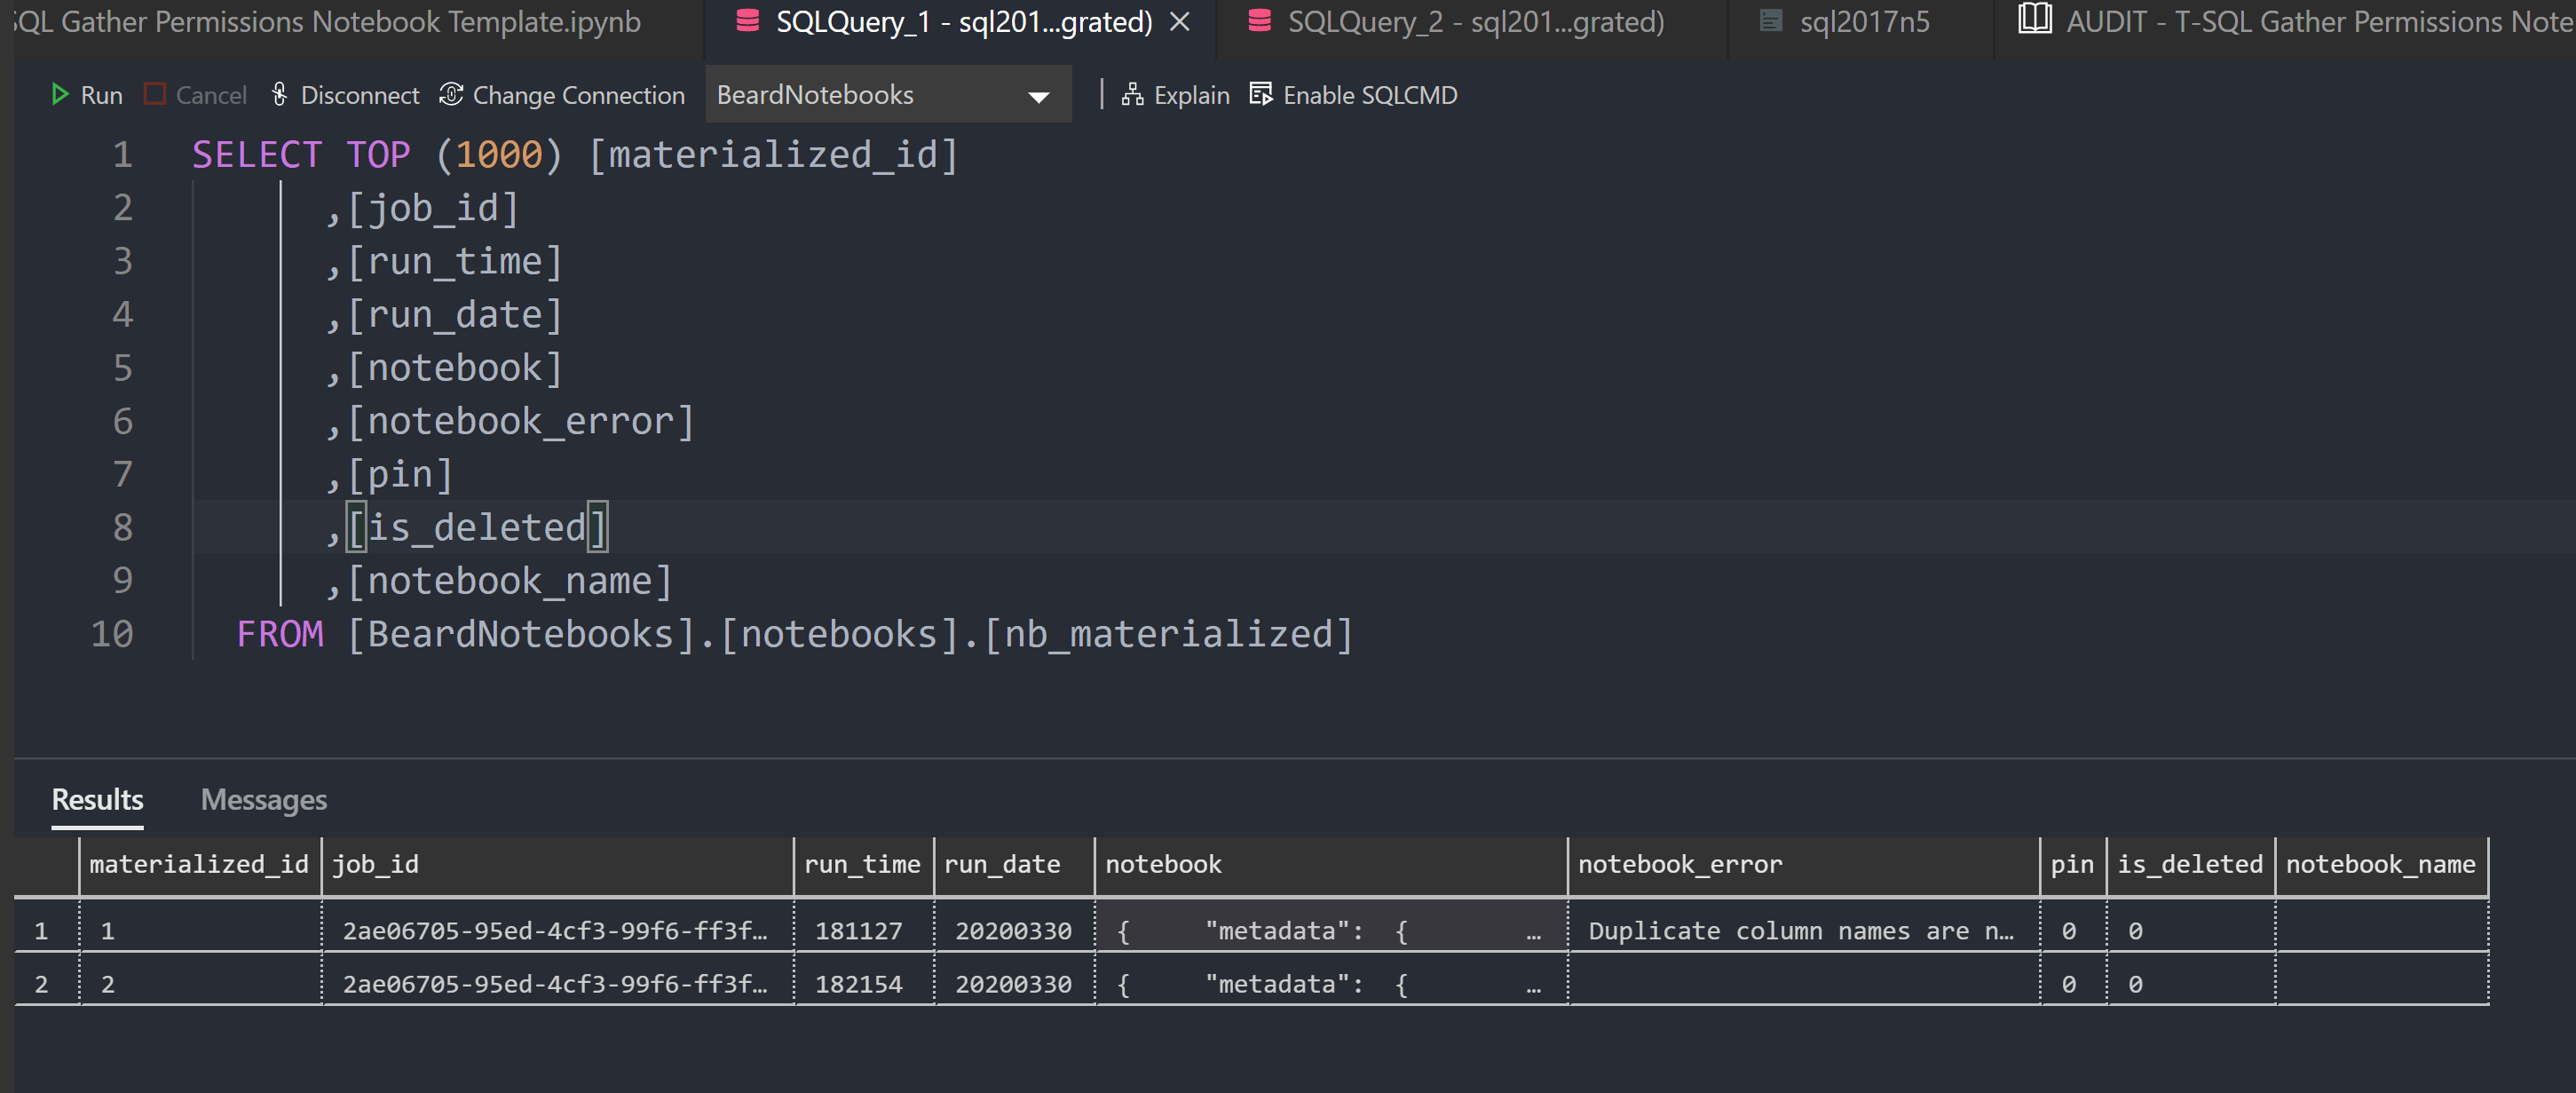 SQL Gather Permissions Notebook Template.ipynb SQLQuery_1 - sql201...grated) SQLQuery_2 - sql201...grated) sql2017n5 AUDIT - T-SQL Gather Permissions Note
Run Cancel Disconnect Change Connection BeardNotebooks Explain Enable SQLCMD
1 SELECT TOP (1000) [materialized_id]
2 ,[job_id]
3 ,[run_time]
4 ,[run_date]
5 ,[notebook]
6 ,[notebook_error]
7 ,[pin]
8 ,[is_deleted]
9 ,[notebook_name]
10 FROM [BeardNotebooks].[notebooks].[nb_materialized]
Results Messages
materialized_id job_id run_time run_date notebook notebook_error pin is_deleted notebook_name
1 1 2ae06705-95ed-4cf3-99f6-ff3f… 181127 20200330 { "metadata": { … Duplicate column names are n… 0 0
2 2 2ae06705-95ed-4cf3-99f6-ff3f… 182154 20200330 { "metadata": { … 0 0